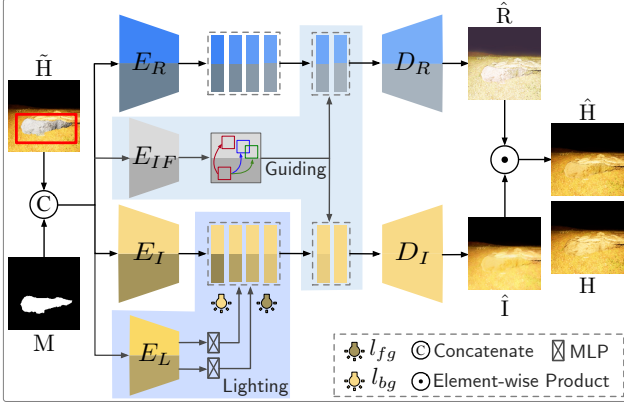 H̃
M
C
E_R
D_R
R̂
E_IF
Guiding
Ĥ
E_I
D_I
Î
H
E_L
Lighting
l_fg
C Concatenate
MLP
l_bg
Element-wise Product